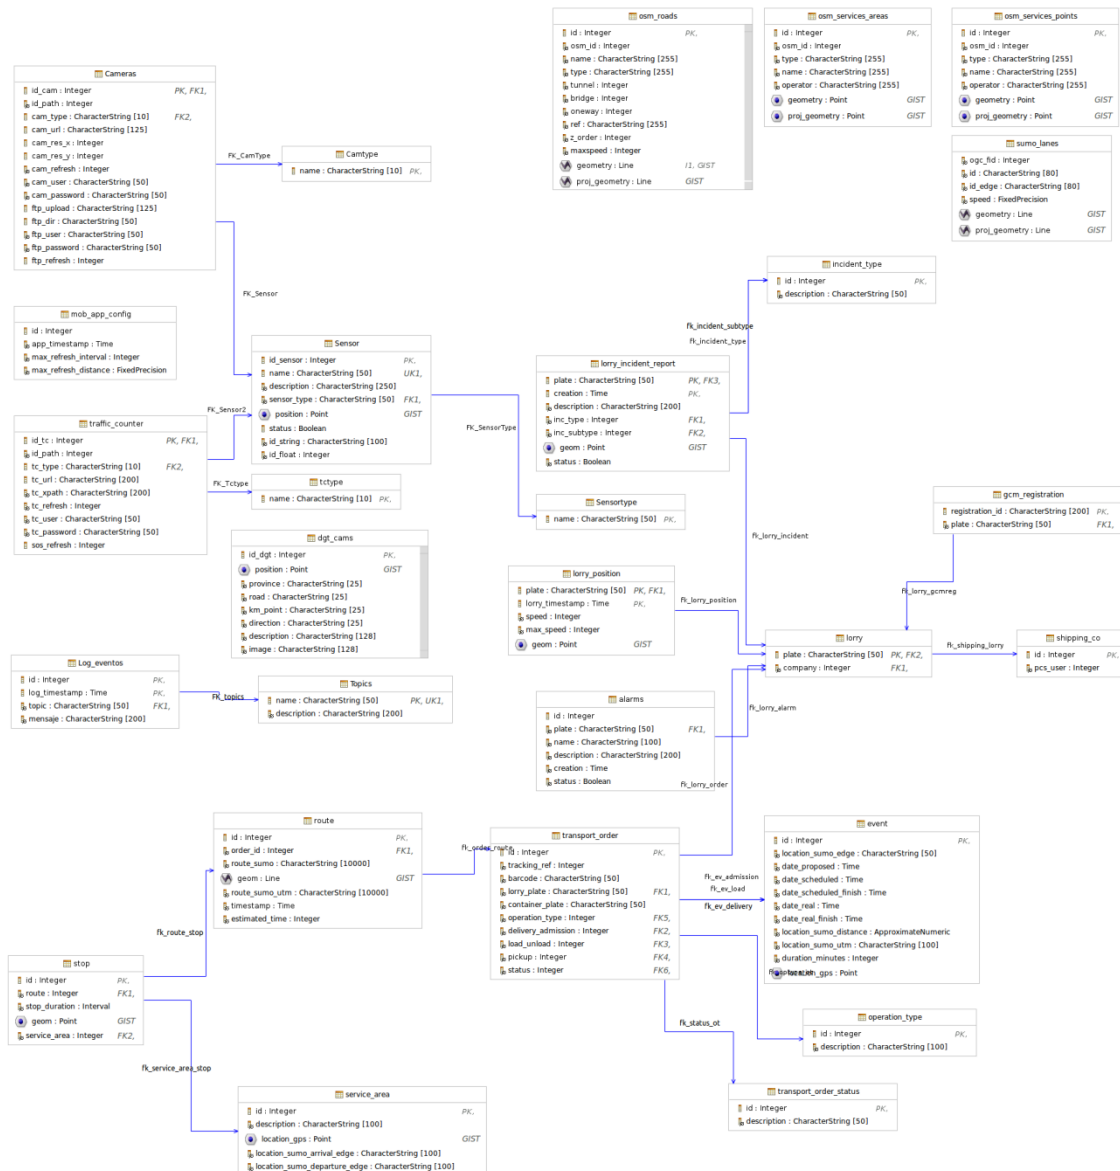 osm_roads
id : Integer PK,
osm_id : Integer
name : CharacterString [255]
type : CharacterString [255]
tunnel : Integer
bridge : Integer
oneway : Integer
ref : CharacterString [255]
z_order : Integer
maxspeed : Integer
geometry : Line I1, GIST
proj_geometry : Line GIST
osm_services_areas
id : Integer PK,
osm_id : Integer
type : CharacterString [255]
name : CharacterString [255]
operator : CharacterString [255]
geometry : Point GIST
proj_geometry : Point GIST
osm_services_points
id : Integer PK,
osm_id : Integer
type : CharacterString [255]
name : CharacterString [255]
operator : CharacterString [255]
geometry : Point GIST
proj_geometry : Point GIST
Cameras
id_cam : Integer PK, FK1,
id_path : Integer
cam_type : CharacterString [10] FK2,
cam_url : CharacterString [125]
cam_res_x : Integer
cam_res_y : Integer
cam_refresh : Integer
cam_user : CharacterString [50]
cam_password : CharacterString [50]
ftp_upload : CharacterString [125]
ftp_dir : CharacterString [50]
ftp_user : CharacterString [50]
ftp_password : CharacterString [50]
ftp_refresh : Integer
FK_CamType
Camtype
name : CharacterString [10] PK,
sumo_lanes
ogc_fid : Integer
id : CharacterString [80]
id_edge : CharacterString [80]
speed : FixedPrecision
geometry : Line GIST
proj_geometry : Line GIST
incident_type
id : Integer PK,
description : CharacterString [50]
FK_Sensor
mob_app_config
id : Integer
app_timestamp : Time
max_refresh_interval : Integer
max_refresh_distance : FixedPrecision
fk_incident_subtype
fk_incident_type
Sensor
id_sensor : Integer PK,
name : CharacterString [50] UK1,
description : CharacterString [250]
sensor_type : CharacterString [50] FK1,
position : Point GIST
status : Boolean
id_string : CharacterString [100]
id_float : Integer
lorry_incident_report
plate : CharacterString [50] PK, FK3,
creation : Time PK,
description : CharacterString [200]
inc_type : Integer FK1,
inc_subtype : Integer FK2,
geom : Point GIST
status : Boolean
FK_Sensor2
FK_SensorType
traffic_counter
id_tc : Integer PK, FK1,
id_path : Integer
tc_type : CharacterString [10] FK2,
tc_url : CharacterString [200]
tc_xpath : CharacterString [200]
tc_refresh : Integer
tc_user : CharacterString [50]
tc_password : CharacterString [50]
sos_refresh : Integer
FK_Tctype
tctype
name : CharacterString [10] PK,
Sensortype
name : CharacterString [50] PK,
gcm_registration
registration_id : CharacterString [200] PK,
plate : CharacterString [50] FK1,
fk_lorry_incident
dgt_cams
id_dgt : Integer PK,
position : Point GIST
province : CharacterString [25]
road : CharacterString [25]
km_point : CharacterString [25]
direction : CharacterString [25]
description : CharacterString [128]
image : CharacterString [128]
lorry_position
plate : CharacterString [50] PK, FK1,
lorry_timestamp : Time PK,
speed : Integer
max_speed : Integer
geom : Point GIST
fk_lorry_position
fk_lorry_gcmreg
lorry
plate : CharacterString [50] PK, FK2,
company : Integer FK1,
fk_shipping_lorry
shipping_co
id : Integer PK,
pcs_user : Integer
Log_eventos
id : Integer PK,
log_timestamp : Time PK,
topic : CharacterString [50] FK1,
mensaje : CharacterString [200]
FK_topics
Topics
name : CharacterString [50] PK, UK1,
description : CharacterString [200]
alarms
id : Integer
plate : CharacterString [50] FK1,
name : CharacterString [100]
description : CharacterString [200]
creation : Time
status : Boolean
fk_lorry_alarm
fk_lorry_order
route
id : Integer PK,
order_id : Integer FK1,
route_sumo : CharacterString [10000]
geom : Line GIST
route_sumo_utm : CharacterString [10000]
timestamp : Time
estimated_time : Integer
fk_order_route
transport_order
id : Integer PK,
tracking_ref : Integer
barcode : CharacterString [50]
lorry_plate : CharacterString [50] FK1,
container_plate : CharacterString [50]
operation_type : Integer FK5,
delivery_admission : Integer FK2,
load_unload : Integer FK3,
pickup : Integer FK4,
status : Integer FK6,
fk_ev_admission
fk_ev_load
fk_ev_delivery
event
id : Integer PK,
location_sumo_edge : CharacterString [50]
date_proposed : Time
date_scheduled : Time
date_scheduled_finish : Time
date_real : Time
date_real_finish : Time
location_sumo_distance : ApproximateNumeric
location_sumo_utm : CharacterString [100]
duration_minutes : Integer
location_gps : Point
fk_route_stop
stop
id : Integer PK,
route : Integer FK1,
stop_duration : Interval
geom : Point GIST
service_area : Integer FK2,
operation_type
id : Integer PK,
description : CharacterString [100]
fk_status_ot
fk_service_area_stop
transport_order_status
id : Integer PK,
description : CharacterString [50]
service_area
id : Integer PK,
description : CharacterString [100]
location_gps : Point GIST
location_sumo_arrival_edge : CharacterString [100]
location_sumo_departure_edge : CharacterString [100]